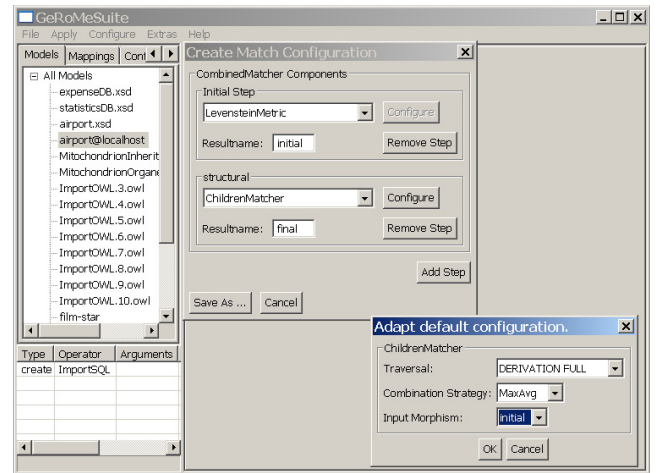 GeRoMeSuite
File Apply Configure Extras Help
Models Mappings Conf
All Models
expenseDB.xsd
statisticsDB.xsd
airport.xsd
airport@localhost
MitochondrionInherit
MitochondrionOrgane
ImportOWL.3.owl
ImportOWL.4.owl
ImportOWL.5.owl
ImportOWL.6.owl
ImportOWL.7.owl
ImportOWL.8.owl
ImportOWL.9.owl
ImportOWL.10.owl
film-star
Type Operator Arguments
create ImportSQL
Create Match Configuration
CombinedMatcher Components
Initial Step
LevensteinMetric Configure
Resultname: initial Remove Step
structural
ChildrenMatcher Configure
Resultname: final Remove Step
Add Step
Save As ... Cancel
Adapt default configuration.
ChildrenMatcher
Traversal: DERIVATION FULL
Combination Strategy: MaxAvg
Input Morphism: initial
OK Cancel